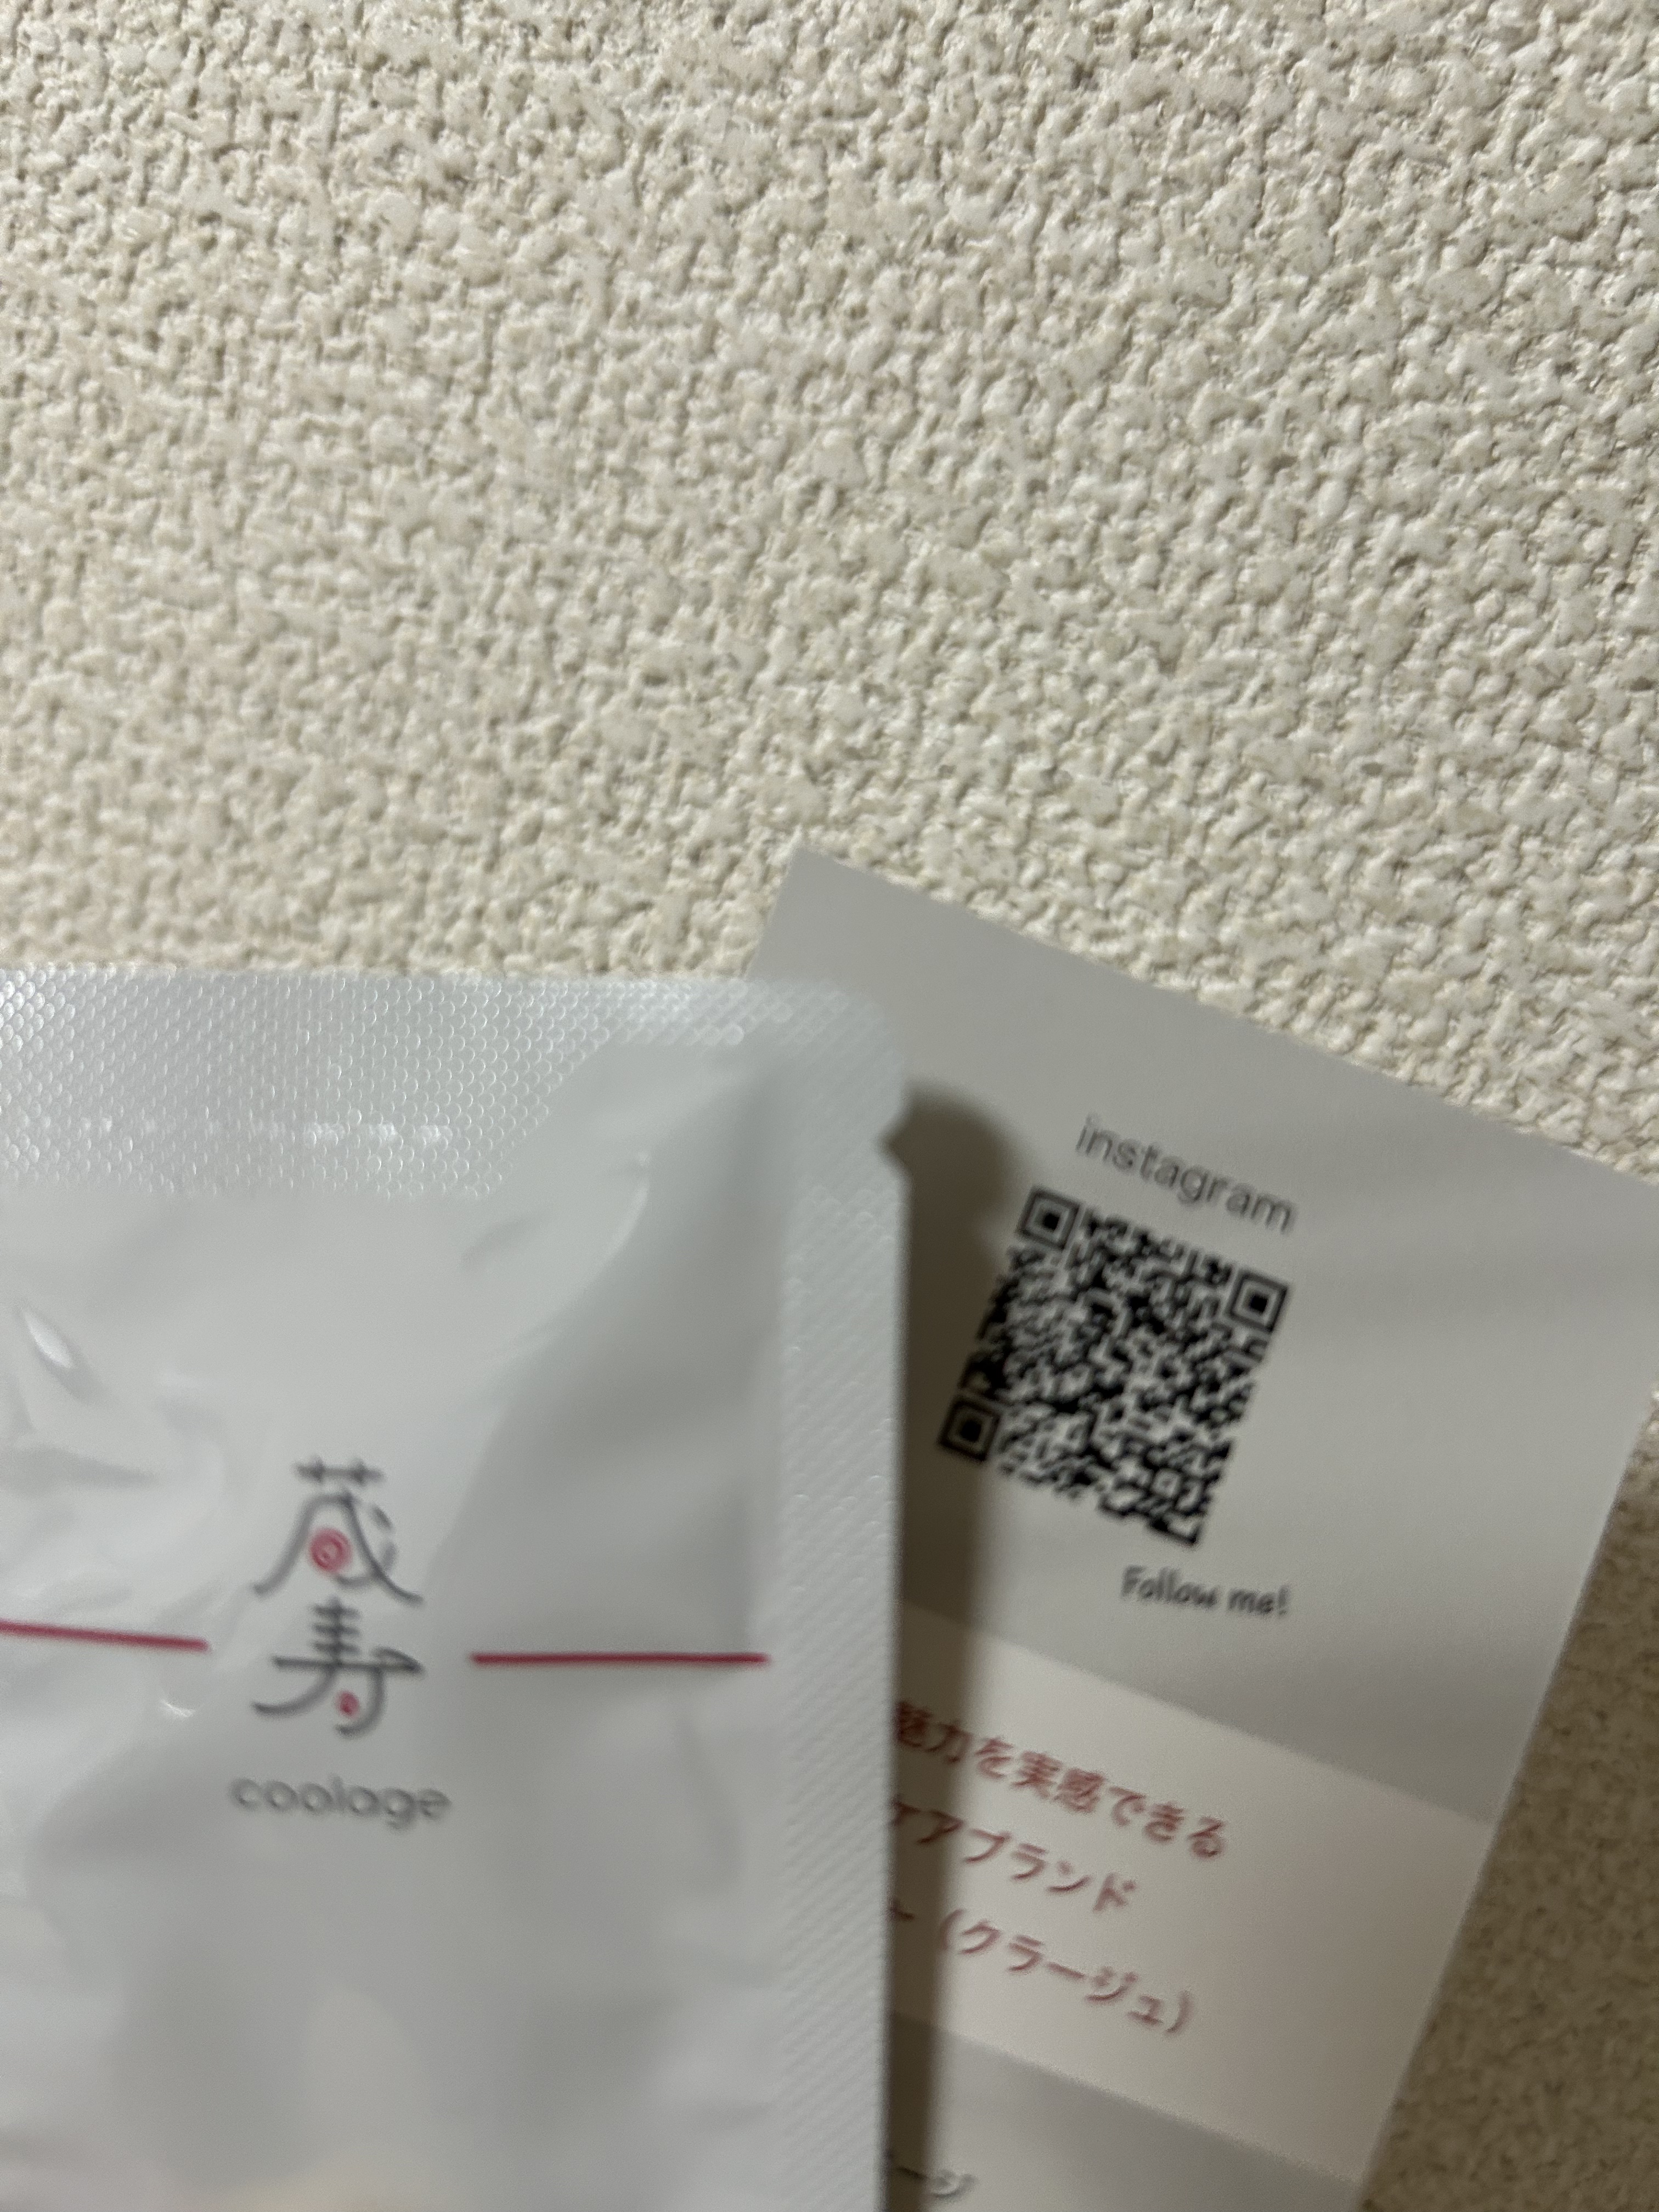 蔵
寿
coolage
instagram
Follow me!
魅力を実感できる
ケアブランド
（クラージュ）